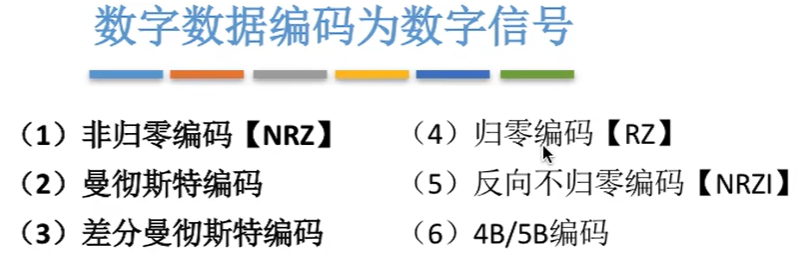 数字数据编码为数字信号
（1）非归零编码【NRZ】
（2）曼彻斯特编码
（3）差分曼彻斯特编码
（4）归零编码【RZ】
（5）反向不归零编码【NRZI】
（6）4B/5B编码